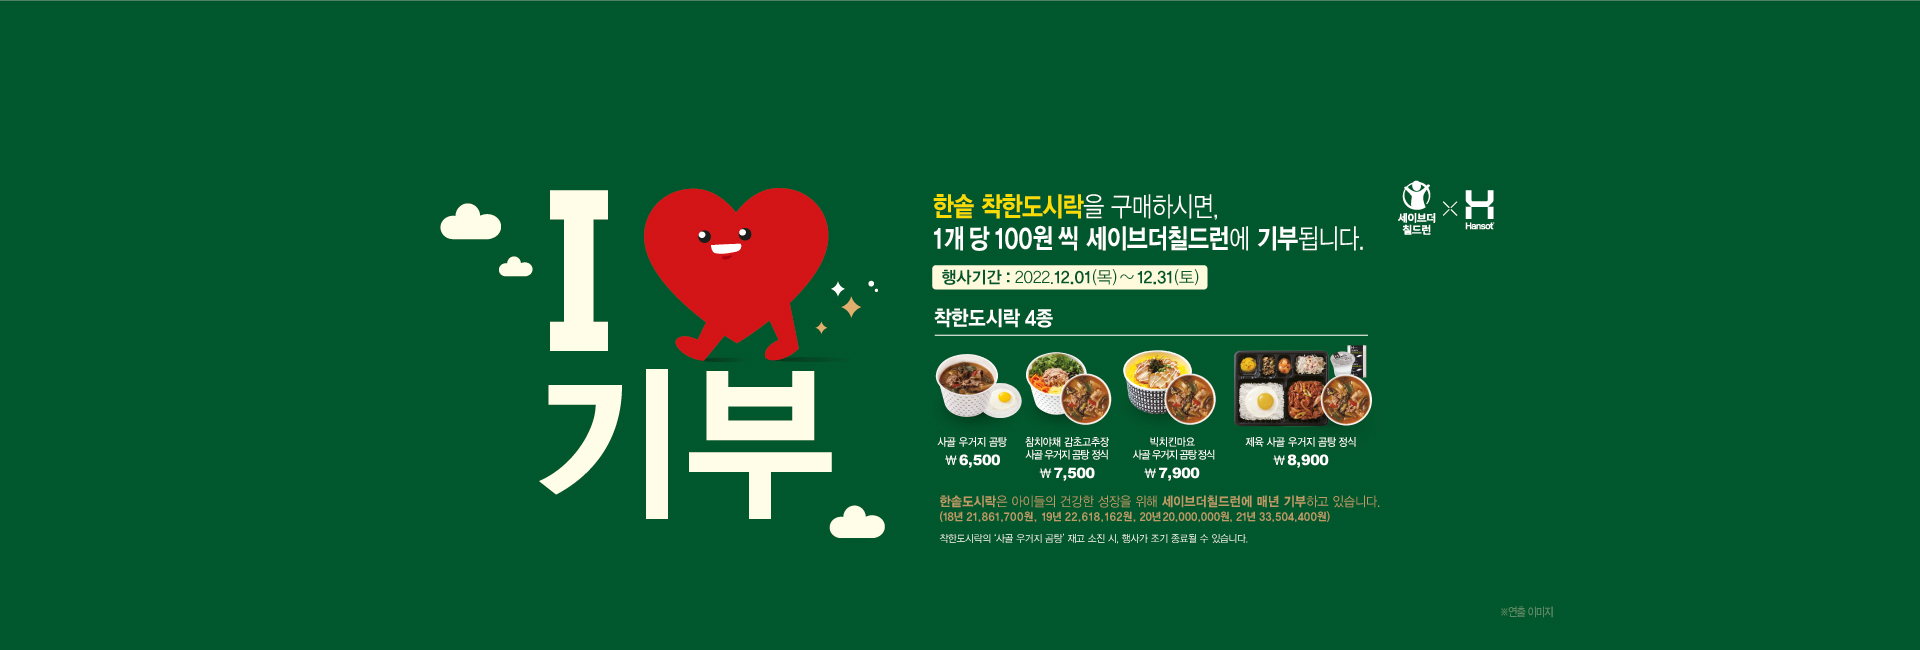 I
기부
한솥 착한도시락을 구매하시면,
1개 당 100원 씩 세이브더칠드런에 기부됩니다.
세이브더
칠드런
Hansot
행사기간 : 2022.12.01(목) ~ 12.31(토)
착한도시락 4종
사골 우거지 곰탕
₩ 6,500
참치야채 감초고추장
사골 우거지 곰탕 정식
₩ 7,500
빅치킨마요
사골 우거지 곰탕 정식
₩ 7,900
제육 사골 우거지 곰탕 정식
₩ 8,900
한솥도시락은 아이들의 건강한 성장을 위해 세이브더칠드런에 매년 기부하고 있습니다.
(18년 21,861,700원, 19년 22,618,162원, 20년 20,000,000원, 21년 33,504,400원)
착한도시락의 '사골 우거지 곰탕' 재고 소진 시, 행사가 조기 종료될 수 있습니다.
※연출 이미지